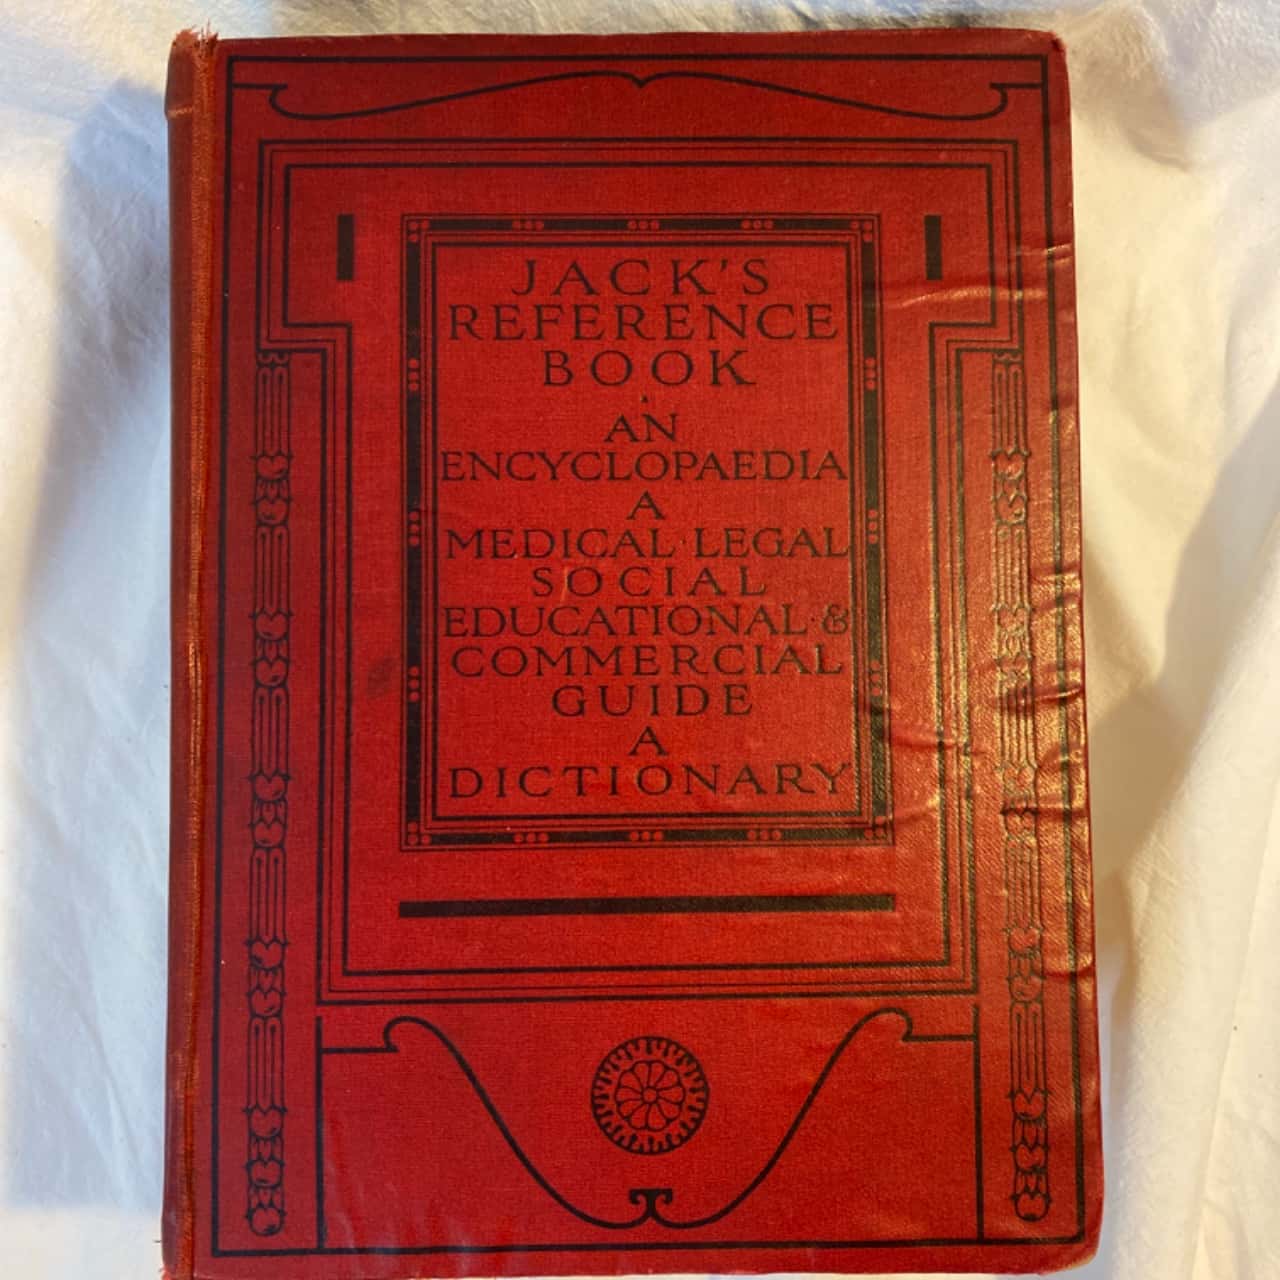 JACK'S
REFERENCE
BOOK
AN
ENCYCLOPAEDIA
A
MEDICAL·LEGAL
SOCIAL
EDUCATIONAL·&
COMMERCIAL
GUIDE
A
DICTIONARY